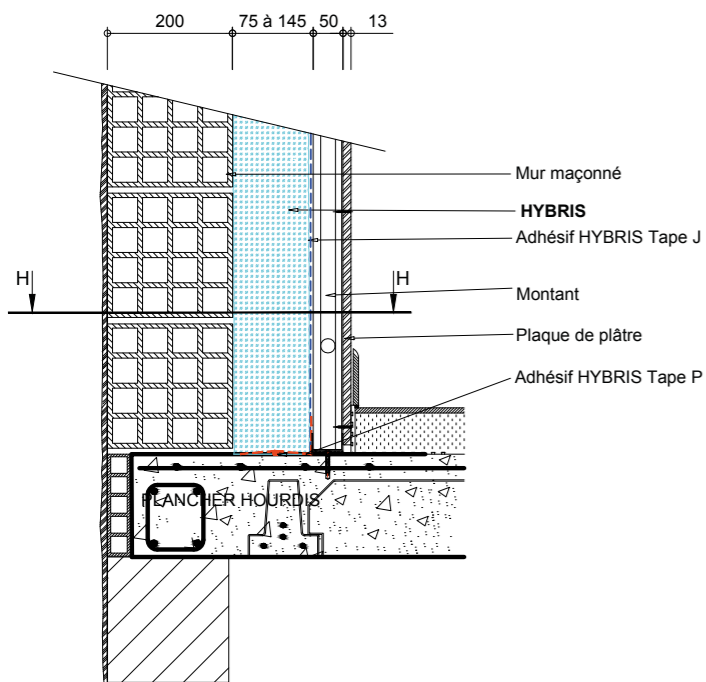 200 75 à 145 50 13
Mur maçonné
HYBRIS
Adhésif HYBRIS Tape J
H H
Montant
Plaque de plâtre
Adhésif HYBRIS Tape P
PLANCHER HOURDIS